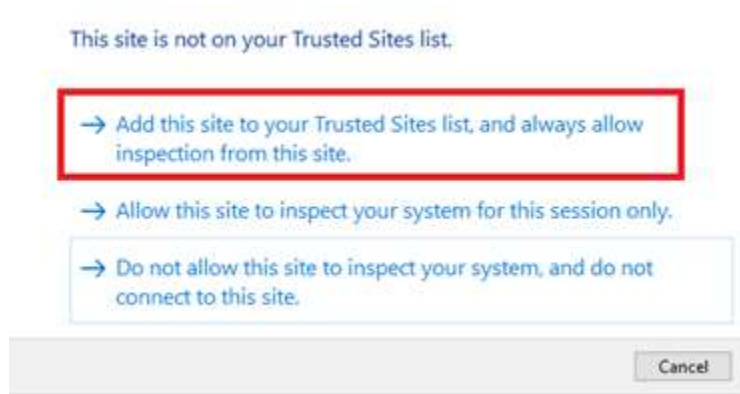 This site is not on your Trusted Sites list.
→ Add this site to your Trusted Sites list, and always allow
inspection from this site.
→ Allow this site to inspect your system for this session only.
→ Do not allow this site to inspect your system, and do not
connect to this site.
Cancel